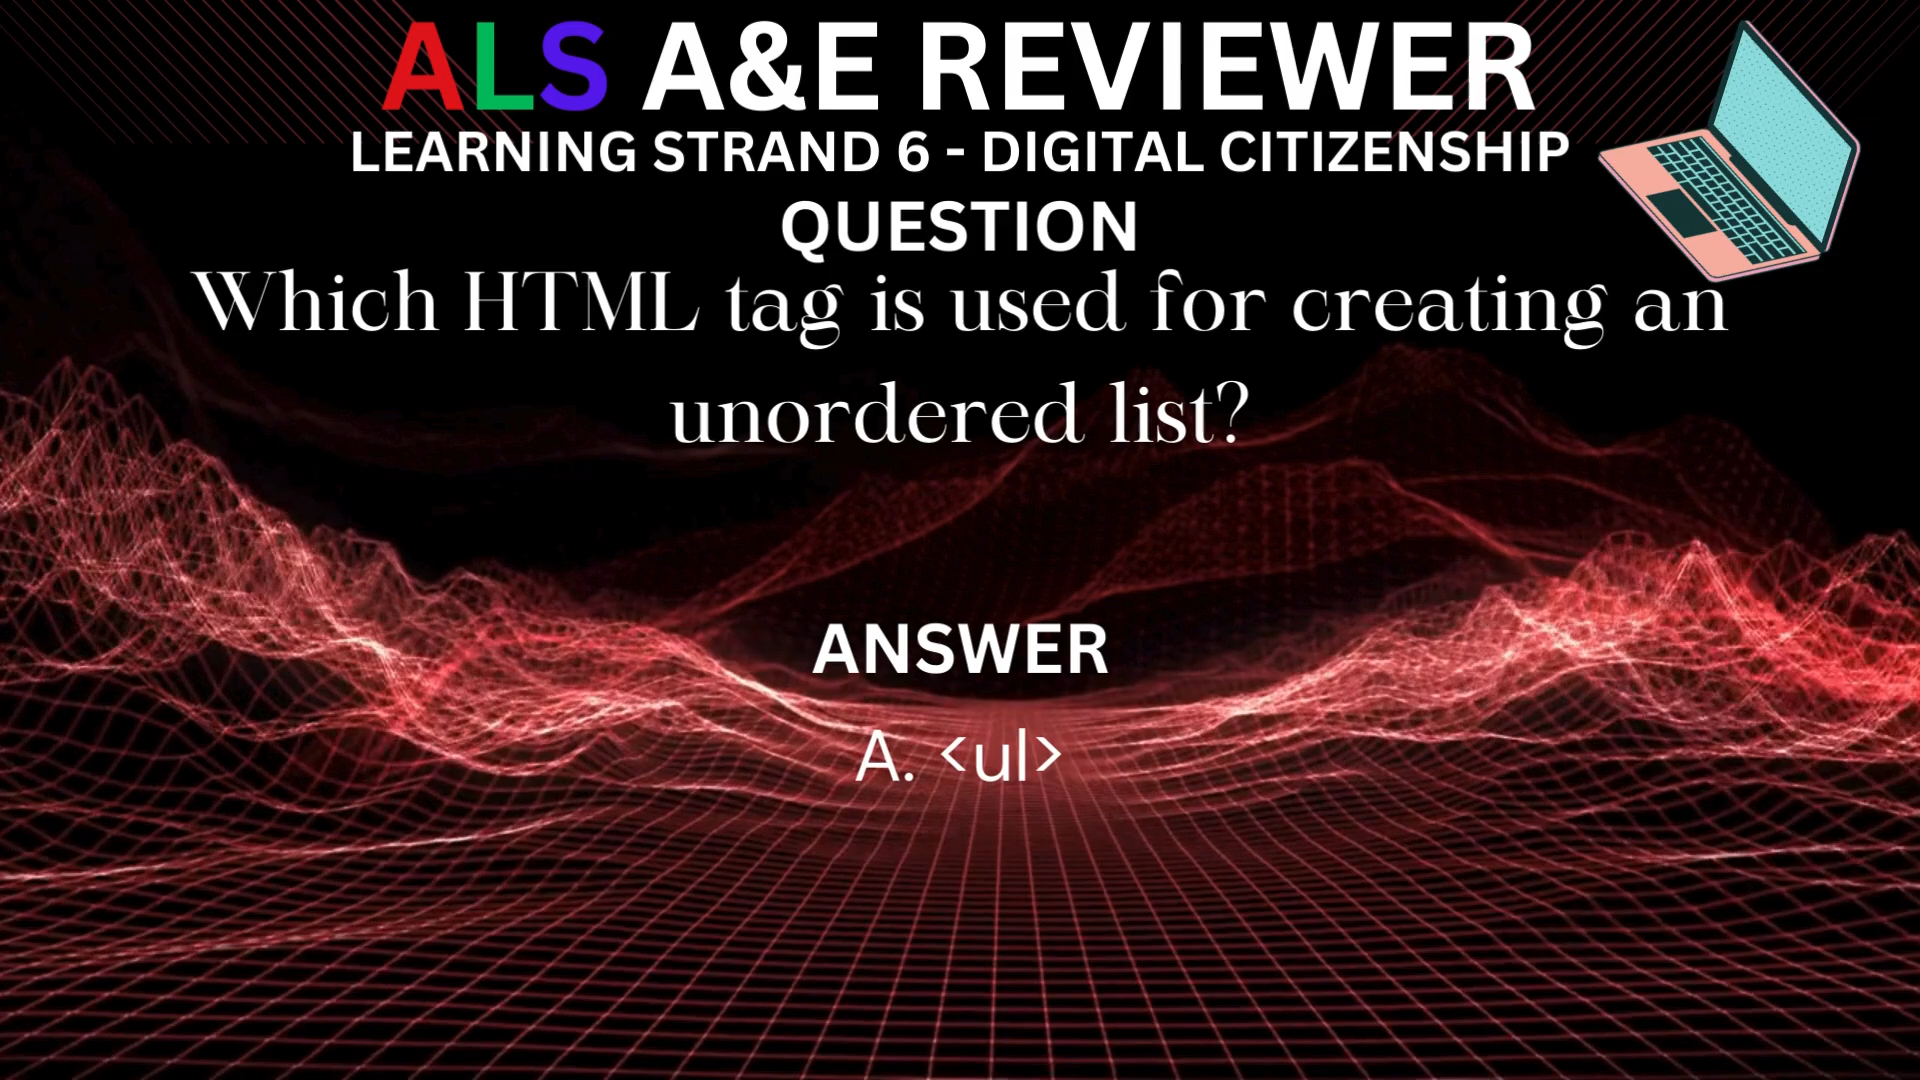 ALS A&E REVIEWER
LEARNING STRAND 6 - DIGITAL CITIZENSHIP
QUESTION
Which HTML tag is used for creating an
unordered list?
ANSWER
A. <ul>